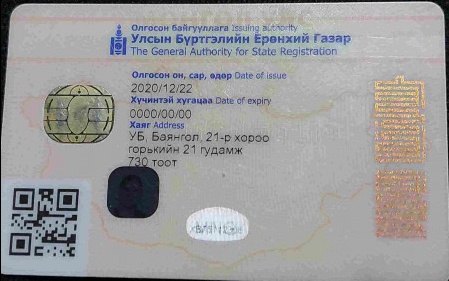 Олгосон байгууллага Issuing authority
Улсын Бүртгэлийн Ерөнхий Газар
The General Authority for State Registration
Олгосон он, сар, өдөр Date of issue
2020/12/22
Хүчинтэй хугацаа Date of expiry
0000/00/00
Хаяг Address
УБ, Баянгол, 21-р хороо
горькийн 21 гудамж
730 тоот